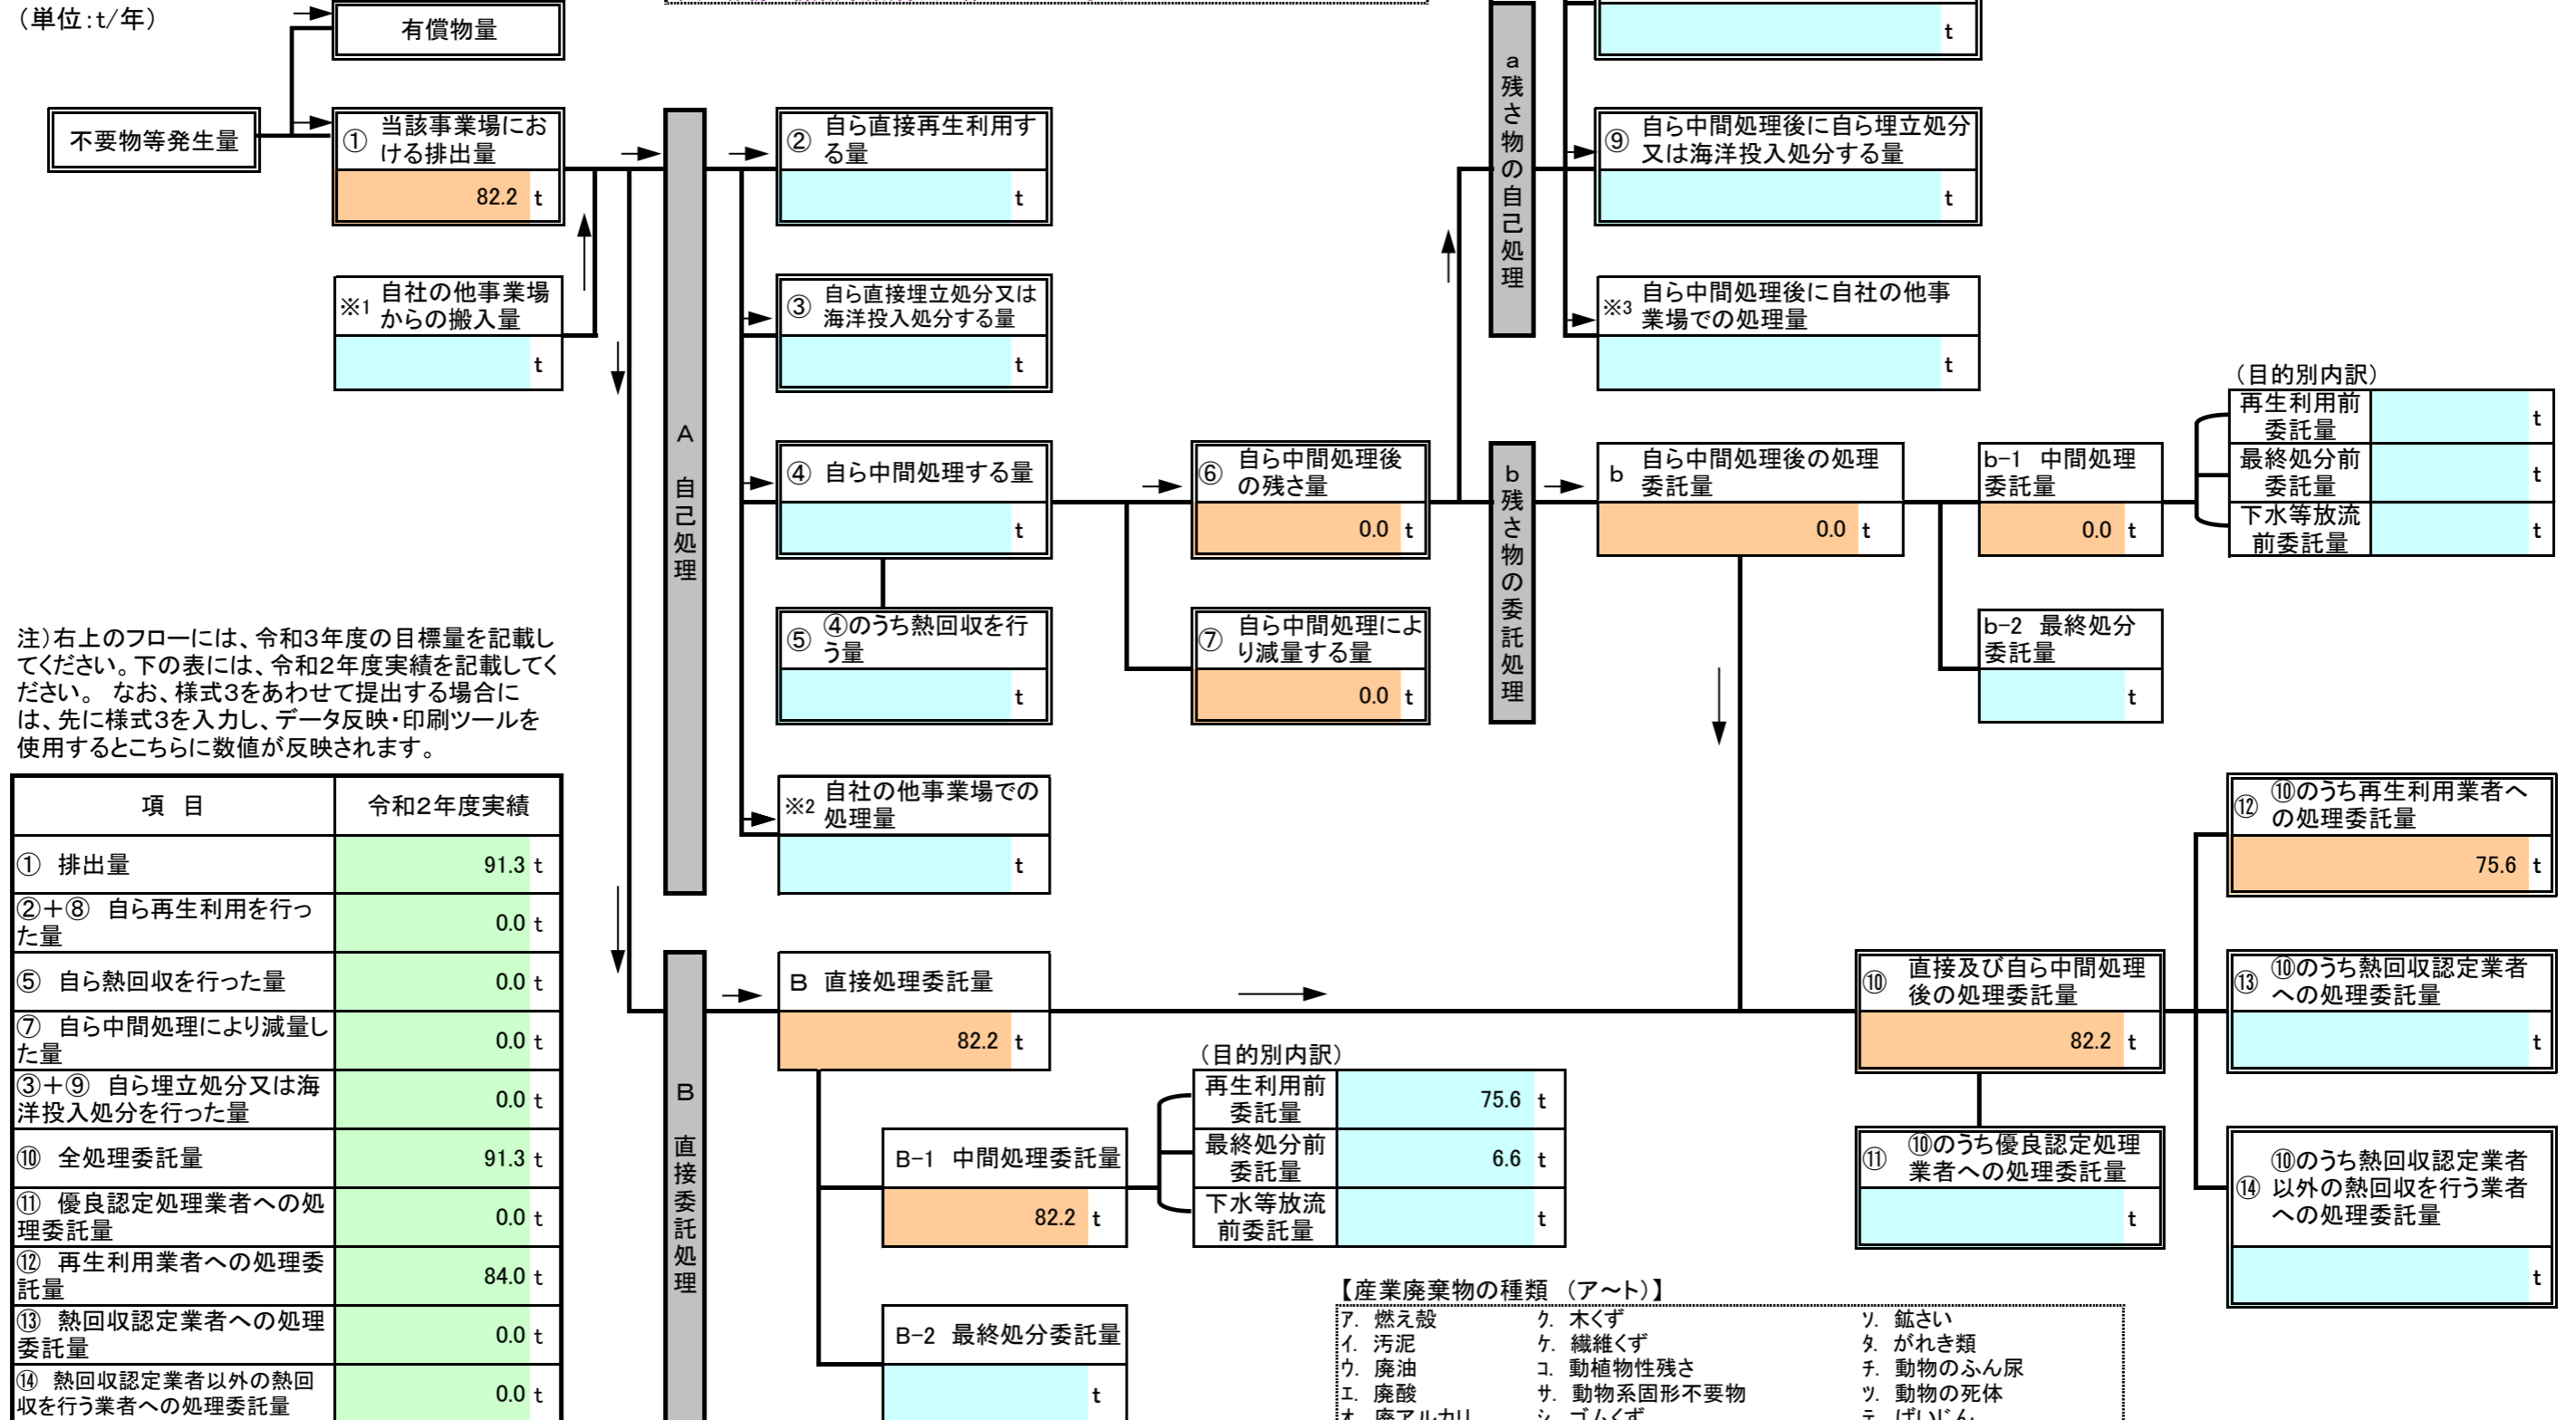 （単位：t/年）
有償物量
t
不要物等発生量
① 当該事業場にお
ける排出量
82.2 t
※1 自社の他事業場
からの搬入量
t
A 自己処理
② 自ら直接再生利用す
る量
t
③ 自ら直接埋立処分又は
海洋投入処分する量
t
④ 自ら中間処理する量
t
⑤ ④のうち熱回収を行
う量
t
※2 自社の他事業場での
処理量
t
⑥ 自ら中間処理後
の残さ量
0.0 t
⑦ 自ら中間処理によ
り減量する量
0.0 t
a残さ物の自己処理
⑨ 自ら中間処理後に自ら埋立処分
又は海洋投入処分する量
t
※3 自ら中間処理後に自社の他事
業場での処理量
t
b残さ物の委託処理
b 自ら中間処理後の処理
委託量
0.0 t
b-1 中間処理
委託量
0.0 t
b-2 最終処分
委託量
t
（目的別内訳）
再生利用前
委託量
t
最終処分前
委託量
t
下水等放流
前委託量
t
注）右上のフローには、令和３年度の目標量を記載し
てください。下の表には、令和２年度実績を記載してく
ださい。 なお、様式３をあわせて提出する場合に
は、先に様式３を入力し、データ反映・印刷ツールを
使用するとこちらに数値が反映されます。
項 目 令和２年度実績
① 排出量 91.3 t
②＋⑧ 自ら再生利用を行っ
た量 0.0 t
⑤ 自ら熱回収を行った量 0.0 t
⑦ 自ら中間処理により減量し
た量 0.0 t
③＋⑨ 自ら埋立処分又は海
洋投入処分を行った量 0.0 t
⑩ 全処理委託量 91.3 t
⑪ 優良認定処理業者への処
理委託量 0.0 t
⑫ 再生利用業者への処理委
託量 84.0 t
⑬ 熱回収認定業者への処理
委託量 0.0 t
⑭ 熱回収認定業者以外の熱回
収を行う業者への処理委託量 0.0 t
B 直接委託処理
B 直接処理委託量
82.2 t
B-1 中間処理委託量
82.2 t
B-2 最終処分委託量
t
（目的別内訳）
再生利用前
委託量
75.6 t
最終処分前
委託量
6.6 t
下水等放流
前委託量
t
⑩ 直接及び自ら中間処理
後の処理委託量
82.2 t
⑪ ⑩のうち優良認定処理
業者への処理委託量
t
⑫ ⑩のうち再生利用業者へ
の処理委託量
75.6 t
⑬ ⑩のうち熱回収認定業者
への処理委託量
t
⑭ ⑩のうち熱回収認定業者
以外の熱回収を行う業者
への処理委託量
t
【産業廃棄物の種類 （ア～ト）】
ｱ. 燃え殻 ｸ. 木くず ｿ. 鉱さい
ｲ. 汚泥 ｹ. 繊維くず ﾀ. がれき類
ｳ. 廃油 ｺ. 動植物性残さ ﾁ. 動物のふん尿
ｴ. 廃酸 ｻ. 動物系固形不要物 ﾂ. 動物の死体
ｵ. 廃アルカリ ｼ. ゴムくず ﾃ. ばいじん